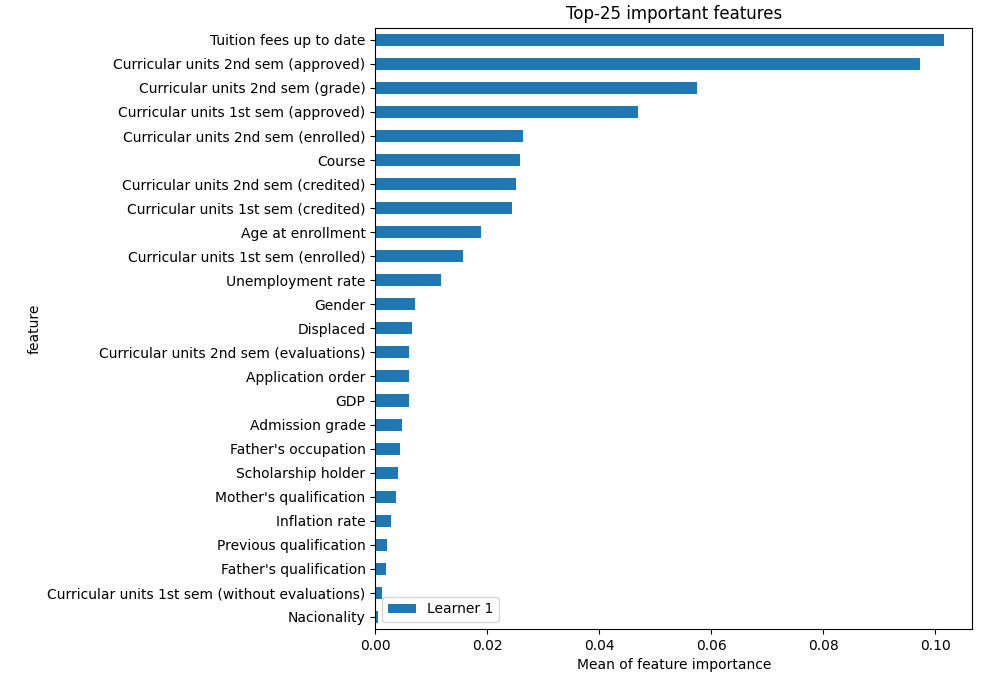 Top-25 important features
Tuition fees up to date
Curricular units 2nd sem (approved)
Curricular units 2nd sem (grade)
Curricular units 1st sem (approved)
Curricular units 2nd sem (enrolled)
Course
Curricular units 2nd sem (credited)
Curricular units 1st sem (credited)
Age at enrollment
Curricular units 1st sem (enrolled)
Unemployment rate
Gender
Displaced
Curricular units 2nd sem (evaluations)
Application order
GDP
Admission grade
Father's occupation
Scholarship holder
Mother's qualification
Inflation rate
Previous qualification
Father's qualification
Curricular units 1st sem (without evaluations)
Nacionality
feature
Learner 1
0.00 0.02 0.04 0.06 0.08 0.10
Mean of feature importance